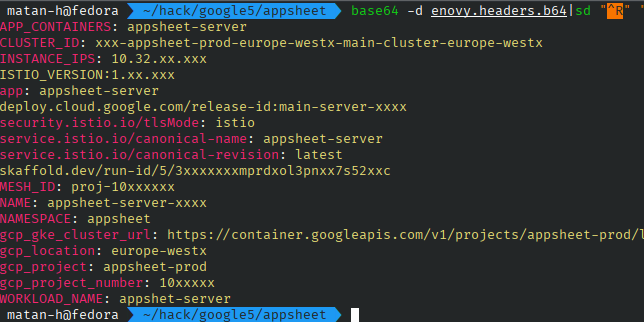 matan-h@fedora ~/hack/google5/appsheet base64 -d enovy.headers.b64|sd "^R" "
APP_CONTAINERS: appsheet-server
CLUSTER_ID: xxx-appsheet-prod-europe-westx-main-cluster-europe-westx
INSTANCE_IPS: 10.32.xx.xxx
ISTIO_VERSION:1.xx.xxx
app: appsheet-server
deploy.cloud.google.com/release-id:main-server-xxxx
security.istio.io/tlsMode: istio
service.istio.io/canonical-name: appsheet-server
service.istio.io/canonical-revision: latest
skaffold.dev/run-id/5/3xxxxxxxmprdxol3pnxx7s52xxc
MESH_ID: proj-10xxxxxx
NAME: appsheet-server-xxxx
NAMESPACE: appsheet
gcp_gke_cluster_url: https://container.googleapis.com/v1/projects/appsheet-prod/l
gcp_location: europe-westx
gcp_project: appsheet-prod
gcp_project_number: 10xxxxx
WORKLOAD_NAME: appshet-server
matan-h@fedora ~/hack/google5/appsheet